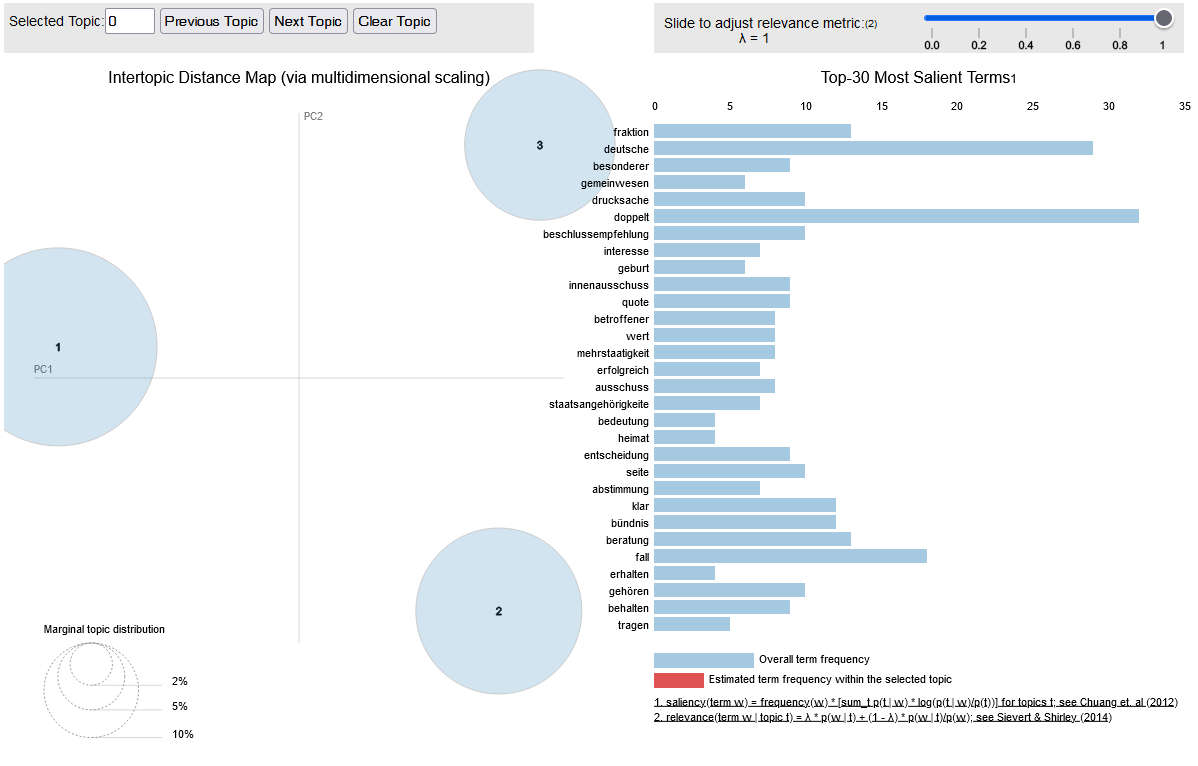 Selected Topic: 0 Previous Topic Next Topic Clear Topic
Slide to adjust relevance metric:(2)
λ = 1
0.0 0.2 0.4 0.6 0.8 1
Intertopic Distance Map (via multidimensional scaling)
PC2
3
1
PC1
2
Marginal topic distribution
2%
5%
10%
Top-30 Most Salient Terms1
0 5 10 15 20 25 30 35
fraktion
deutsche
besonderer
gemeinwesen
drucksache
doppelt
beschlussempfehlung
interesse
geburt
innenausschuss
quote
betroffener
wert
mehrstaatigkeit
erfolgreich
ausschuss
staatsangehörigkeite
bedeutung
heimat
entscheidung
seite
abstimmung
klar
bündnis
beratung
fall
erhalten
gehören
behalten
tragen
Overall term frequency
Estimated term frequency within the selected topic
1. saliency(term w) = frequency(w) * [sum_t p(t | w) * log(p(t | w)/p(t))] for topics t; see Chuang et. al (2012)
2. relevance(term w | topic t) = λ * p(w | t) + (1 - λ) * p(w | t)/p(w); see Sievert & Shirley (2014)